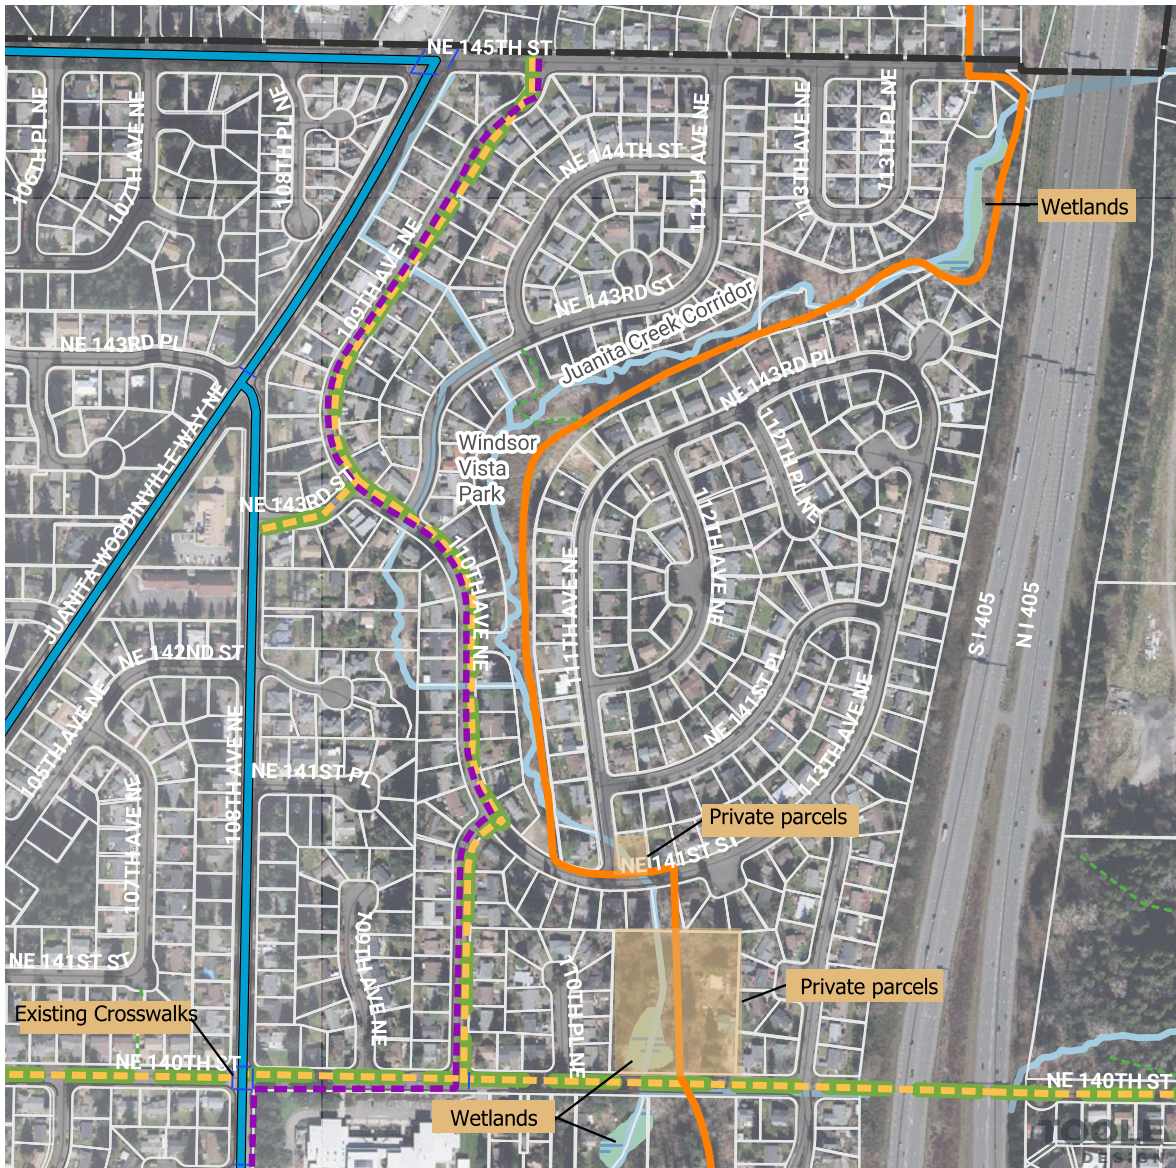 NE 145TH ST
106TH PL NE
107TH AVE NE
108TH PL NE
NE 144TH ST
112TH AVE NE
113TH AVE NE
113TH PL NE
Wetlands
109TH AVE NE
NE 143RD ST
Juanita Creek Corridor
NE 143RD PL
NE 143RD PL
JUANITA WOODINVILLE WAY NE
Windsor
Vista
Park
112TH PL NE
NE 143RD ST
110TH AVE NE
111TH AVE NE
112TH AVE NE
S I 405
N I 405
NE 142ND ST
105TH AVE NE
108TH AVE NE
NE 141ST PL
NE 141ST PL
113TH AVE NE
107TH AVE NE
Private parcels
NE 141ST ST
109TH AVE NE
NE 141ST ST
110TH PL NE
Private parcels
Existing Crosswalks
NE 140TH ST
NE 140TH ST
Wetlands
TOOLE
DESIGN